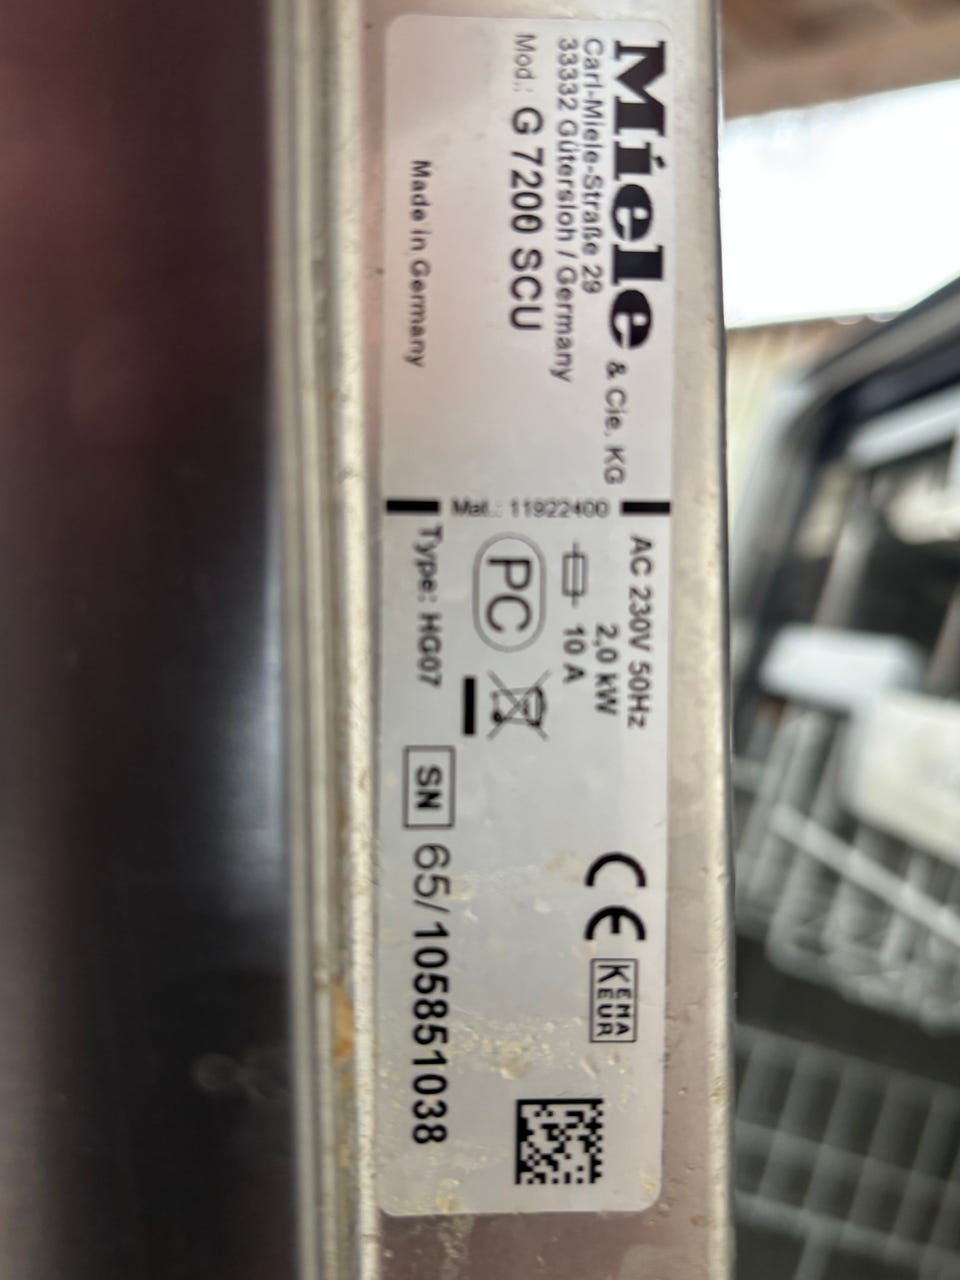 Miele & Cie. KG
Carl-Miele-Straße 29
33332 Gütersloh / Germany
Mod.: G 7200 SCU
Made in Germany
Mat.: 11922400
AC 230V 50Hz
2,0 kW
10 A
PC
Type: HG07
CE
KEMA
KEUR
SN 65/105851038